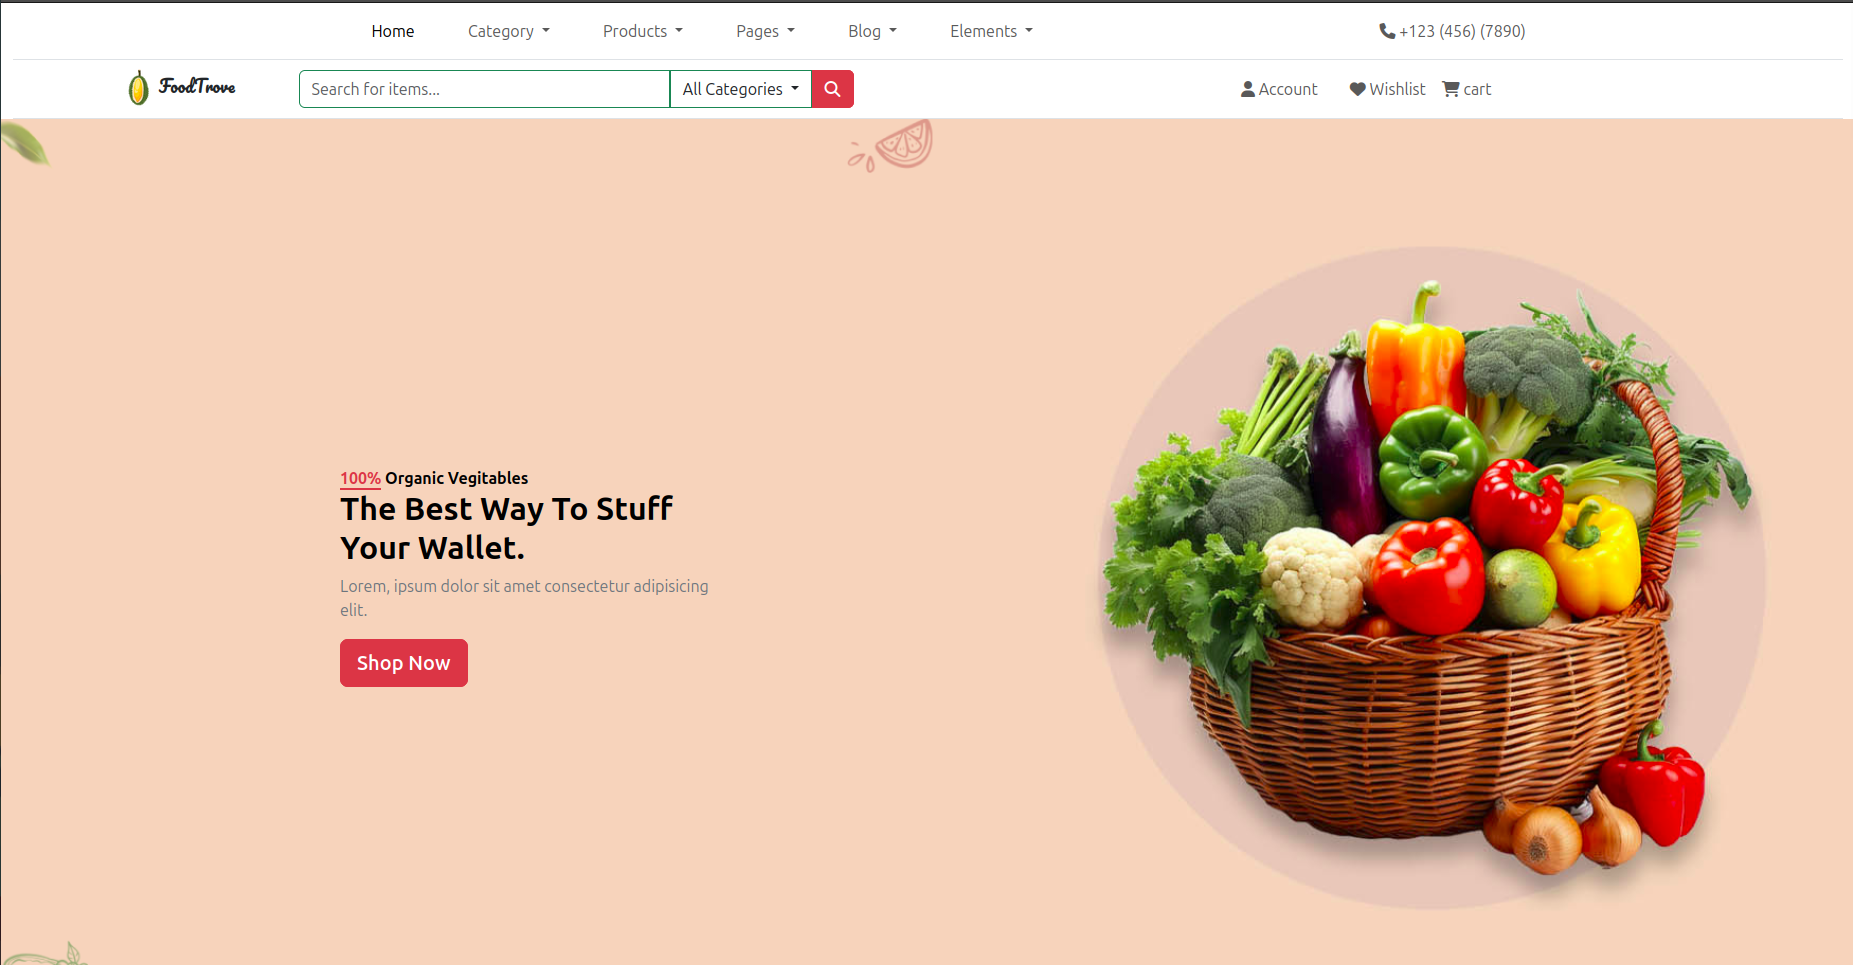 Home Category Products Pages Blog Elements +123 (456) (7890)
FoodTrove Search for items... All Categories Account Wishlist cart
100% Organic Vegitables
The Best Way To Stuff
Your Wallet.
Lorem, ipsum dolor sit amet consectetur adipisicing
elit.
Shop Now